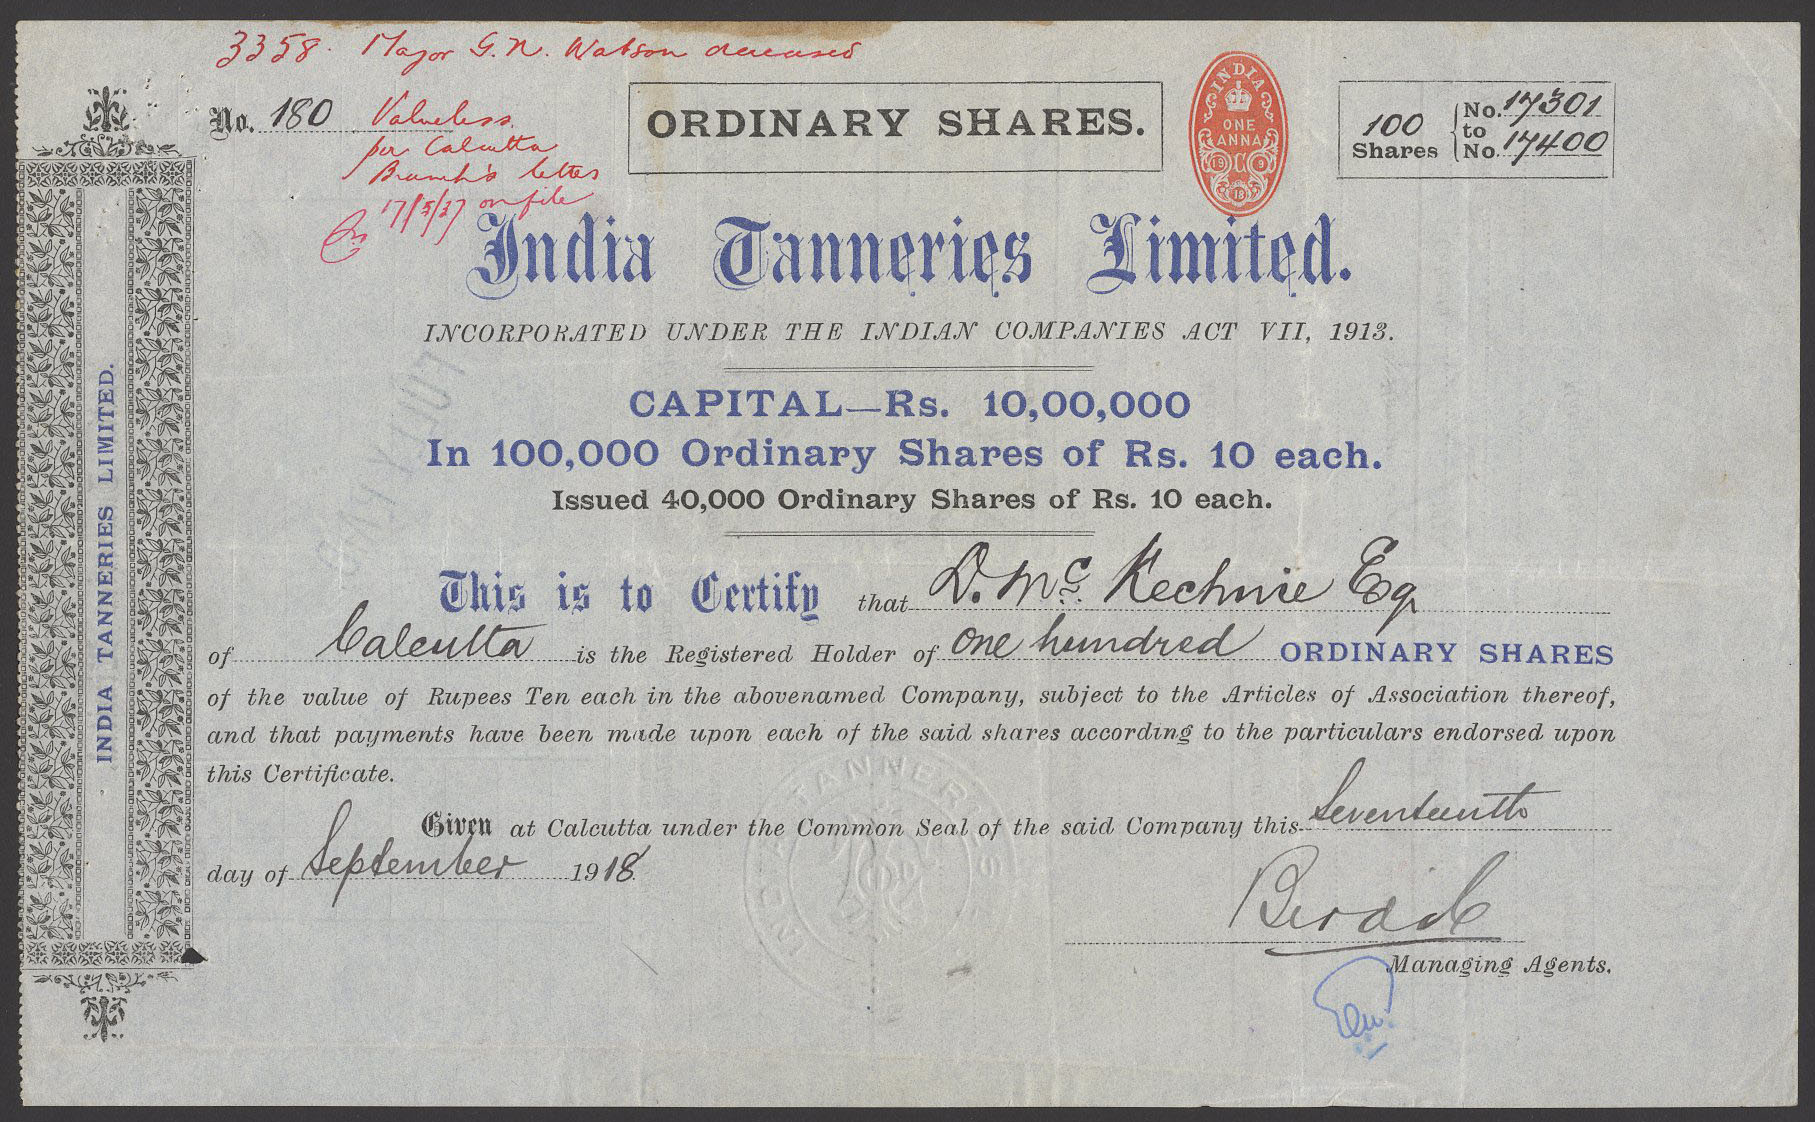 3358. Major G. N. Watson deceased
No. 180
Valueless
per Calcutta
Branch's letter
17/5/37 on file
ORDINARY SHARES.
INDIA
ONE
ANNA
100
Shares
No. 17301
to
No. 17400
India Tanneries Limited.
INCORPORATED UNDER THE INDIAN COMPANIES ACT VII, 1913.
CAPITAL—Rs. 10,00,000
In 100,000 Ordinary Shares of Rs. 10 each.
Issued 40,000 Ordinary Shares of Rs. 10 each.
This is to Certify that D. Mc. Kechnie Esq
of Calcutta is the Registered Holder of One hundred ORDINARY SHARES
of the value of Rupees Ten each in the abovenamed Company, subject to the Articles of Association thereof,
and that payments have been made upon each of the said shares according to the particulars endorsed upon
this Certificate.
Given at Calcutta under the Common Seal of the said Company this Seventeenth
day of September 1918
Managing Agents.
INDIA TANNERIES LIMITED.
TANNERIES